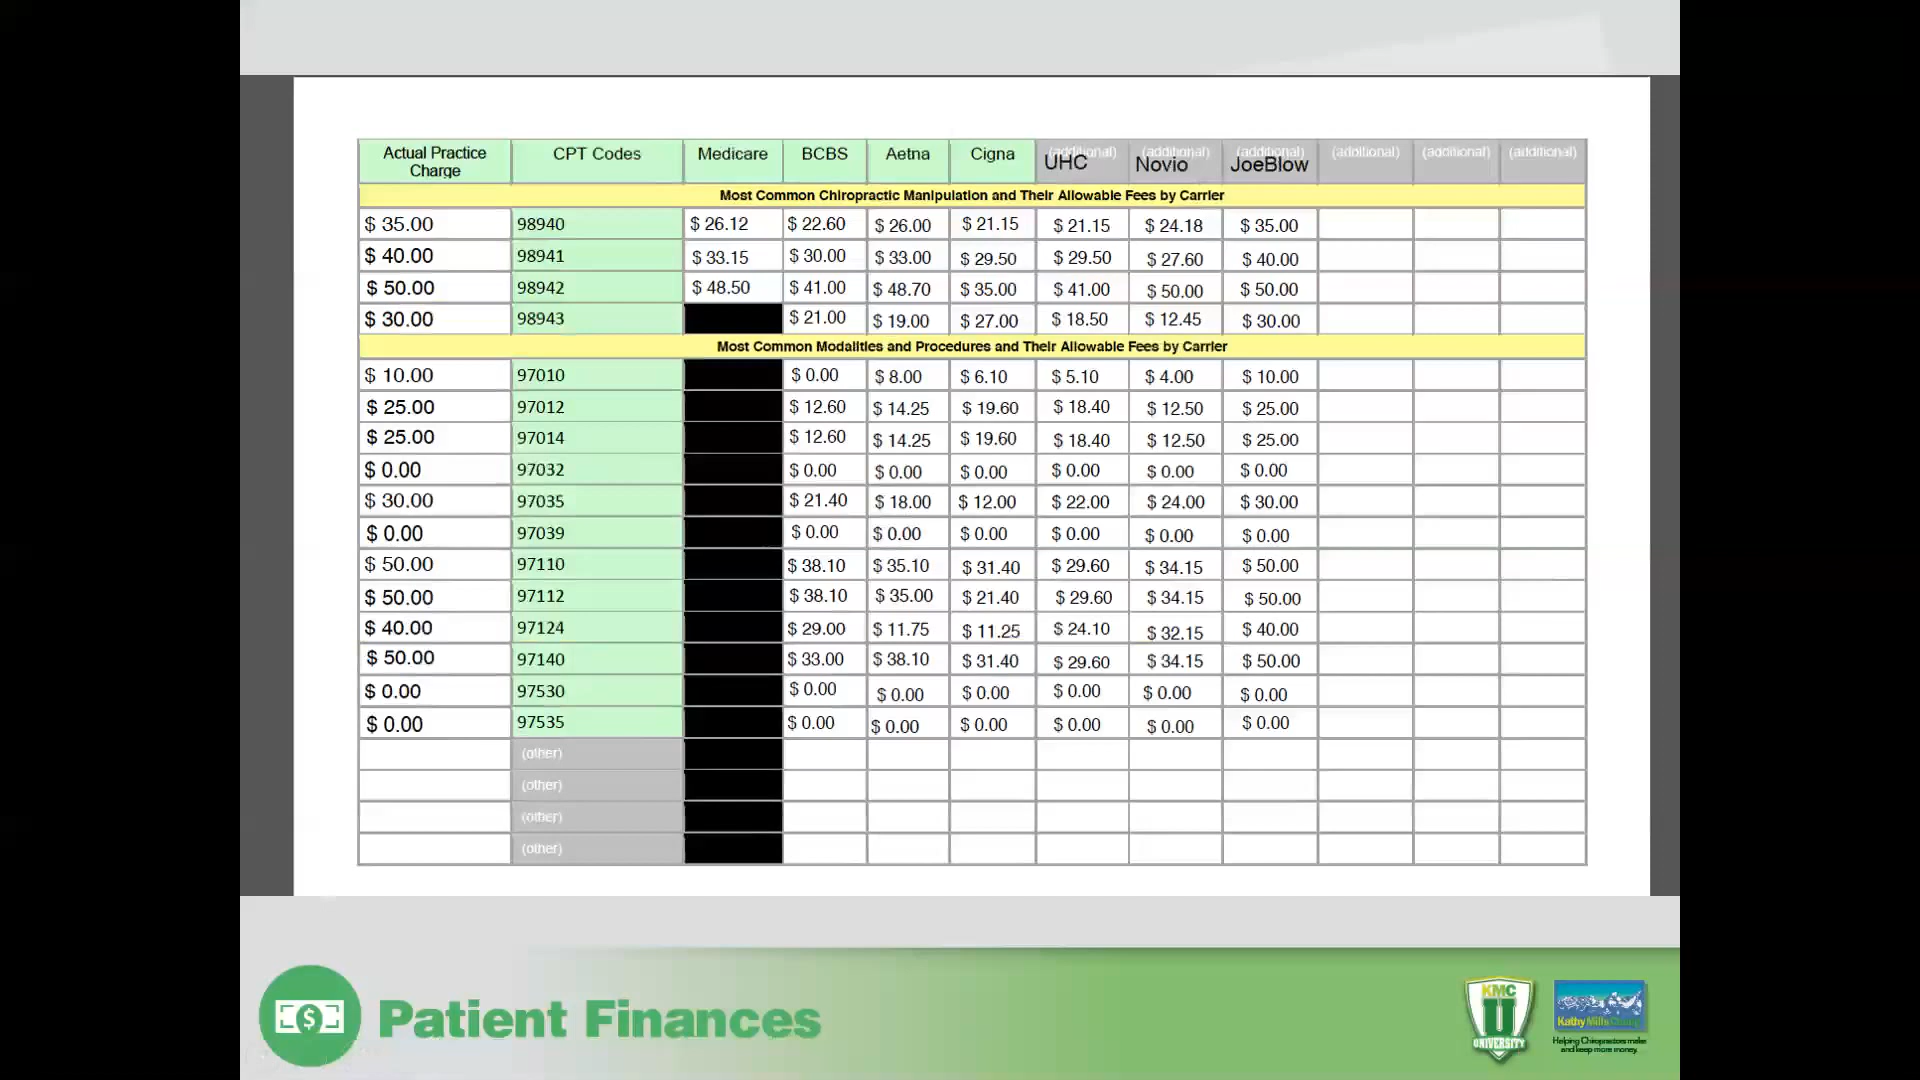 Actual Practice Charge CPT Codes Medicare BCBS Aetna Cigna (additional) UHC (additional) Novio (additional) JoeBlow (additional) (additional) (additional)
Most Common Chiropractic Manipulation and Their Allowable Fees by Carrier
$ 35.00 98940 $ 26.12 $ 22.60 $ 26.00 $ 21.15 $ 21.15 $ 24.18 $ 35.00
$ 40.00 98941 $ 33.15 $ 30.00 $ 33.00 $ 29.50 $ 29.50 $ 27.60 $ 40.00
$ 50.00 98942 $ 48.50 $ 41.00 $ 48.70 $ 35.00 $ 41.00 $ 50.00 $ 50.00
$ 30.00 98943 $ 21.00 $ 19.00 $ 27.00 $ 18.50 $ 12.45 $ 30.00
Most Common Modalities and Procedures and Their Allowable Fees by Carrier
$ 10.00 97010 $ 0.00 $ 8.00 $ 6.10 $ 5.10 $ 4.00 $ 10.00
$ 25.00 97012 $ 12.60 $ 14.25 $ 19.60 $ 18.40 $ 12.50 $ 25.00
$ 25.00 97014 $ 12.60 $ 14.25 $ 19.60 $ 18.40 $ 12.50 $ 25.00
$ 0.00 97032 $ 0.00 $ 0.00 $ 0.00 $ 0.00 $ 0.00 $ 0.00
$ 30.00 97035 $ 21.40 $ 18.00 $ 12.00 $ 22.00 $ 24.00 $ 30.00
$ 0.00 97039 $ 0.00 $ 0.00 $ 0.00 $ 0.00 $ 0.00 $ 0.00
$ 50.00 97110 $ 38.10 $ 35.10 $ 31.40 $ 29.60 $ 34.15 $ 50.00
$ 50.00 97112 $ 38.10 $ 35.00 $ 21.40 $ 29.60 $ 34.15 $ 50.00
$ 40.00 97124 $ 29.00 $ 11.75 $ 11.25 $ 24.10 $ 32.15 $ 40.00
$ 50.00 97140 $ 33.00 $ 38.10 $ 31.40 $ 29.60 $ 34.15 $ 50.00
$ 0.00 97530 $ 0.00 $ 0.00 $ 0.00 $ 0.00 $ 0.00 $ 0.00
$ 0.00 97535 $ 0.00 $ 0.00 $ 0.00 $ 0.00 $ 0.00 $ 0.00
(other)
(other)
(other)
(other)
$ Patient Finances
KMC
U
UNIVERSITY
Kathy Mills
Helping Chiropractors make
and keep more money.